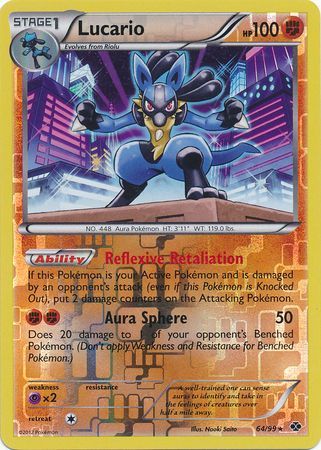 STAGE1
Lucario
HP100
Evolves from Riolu
NO. 448 Aura Pokémon HT: 3'11" WT: 119.0 lbs.
Ability Reflexive Retaliation
If this Pokémon is your Active Pokémon and is damaged
by an opponent's attack (even if this Pokémon is Knocked
Out), put 2 damage counters on the Attacking Pokémon.
Aura Sphere 50
Does 20 damage to 1 of your opponent's Benched
Pokémon. (Don't apply Weakness and Resistance for Benched
Pokémon.)
weakness resistance
×2
retreat
A well-trained one can sense
auras to identify and take in
the feelings of creatures over
half a mile away.
©2012 Pokémon
Illus. Naoki Saito
64/99 ★